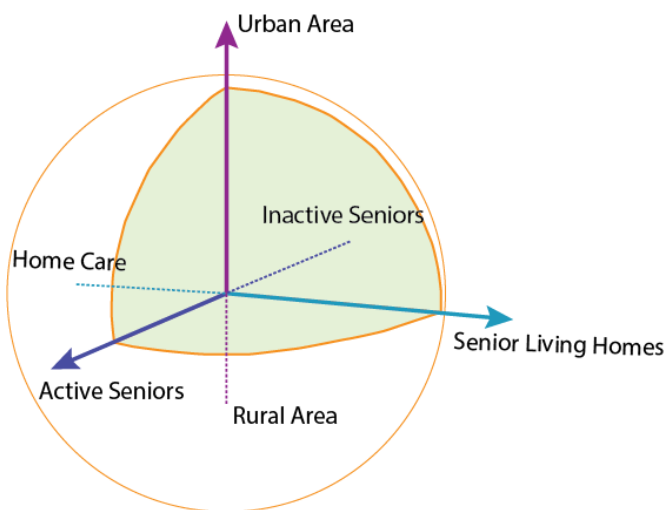 Urban Area
Inactive Seniors
Home Care
Senior Living Homes
Active Seniors
Rural Area